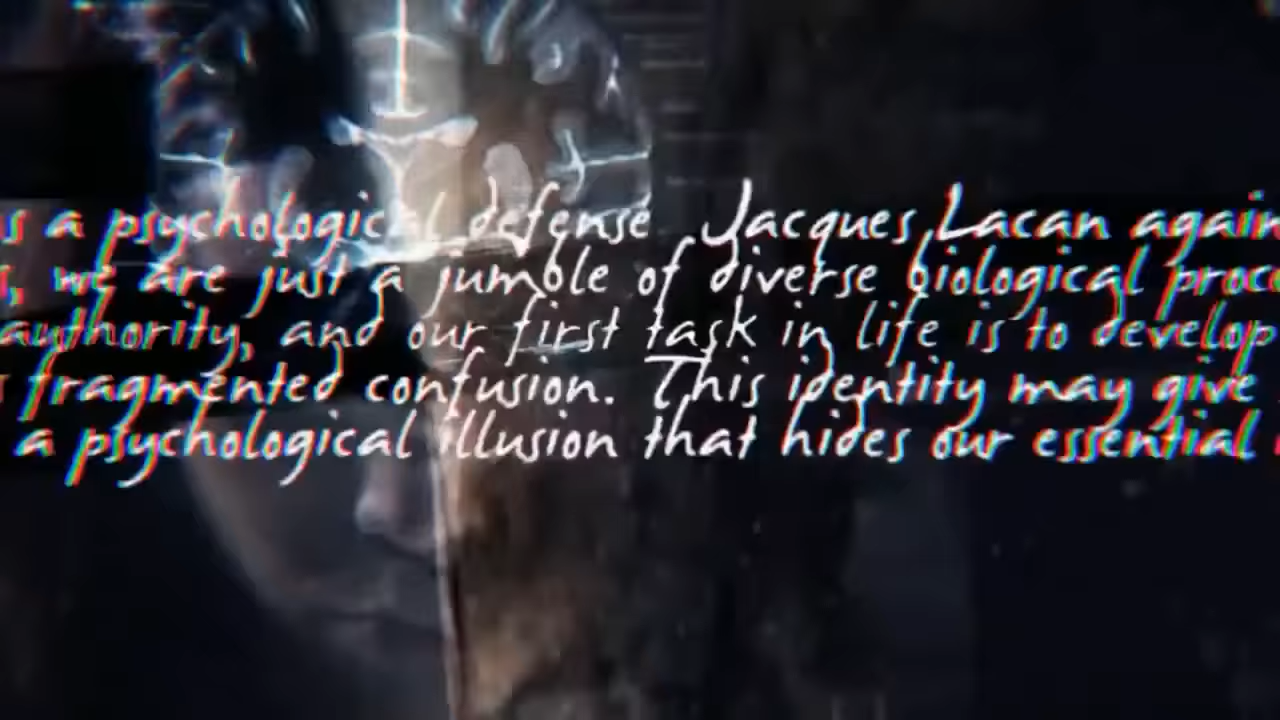 a psychological defense Jacques Lacan again
we are just a jumble of diverse biological
authority, and our first task in life is to develop
fragmented confusion. This identity may give
a psychological illusion that hides our essential